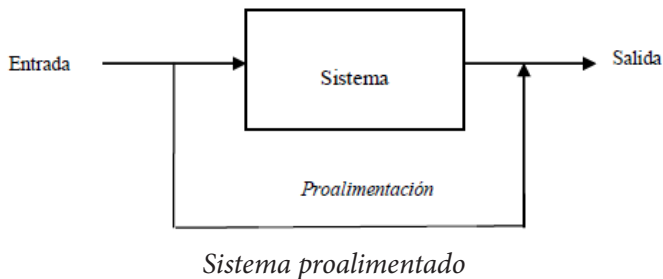 Entrada
Sistema
Salida
Proalimentación
Sistema proalimentado